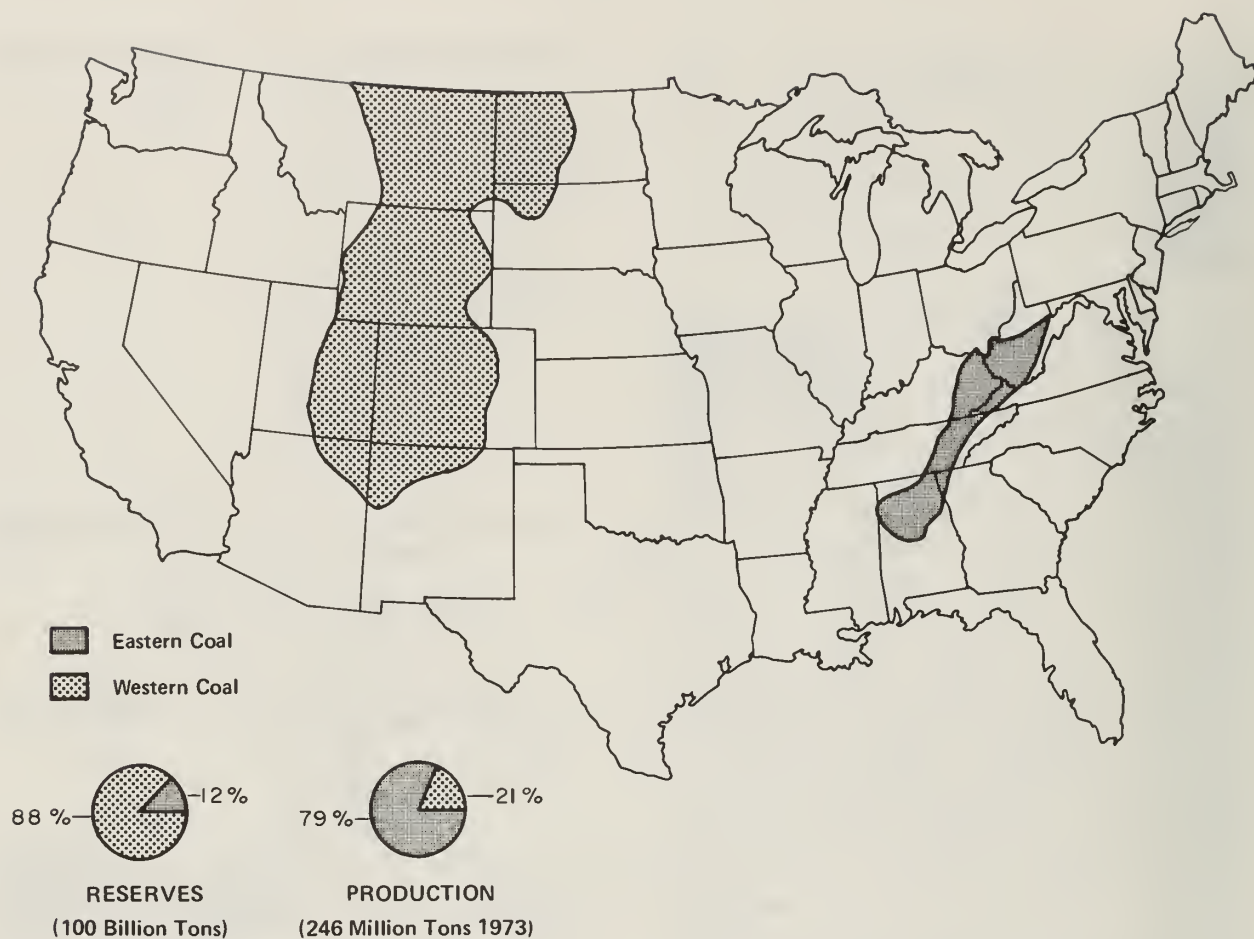 Eastern Coal
Western Coal
88 %
12 %
79 %
21 %
RESERVES
(100 Billion Tons)
PRODUCTION
(246 Million Tons 1973)